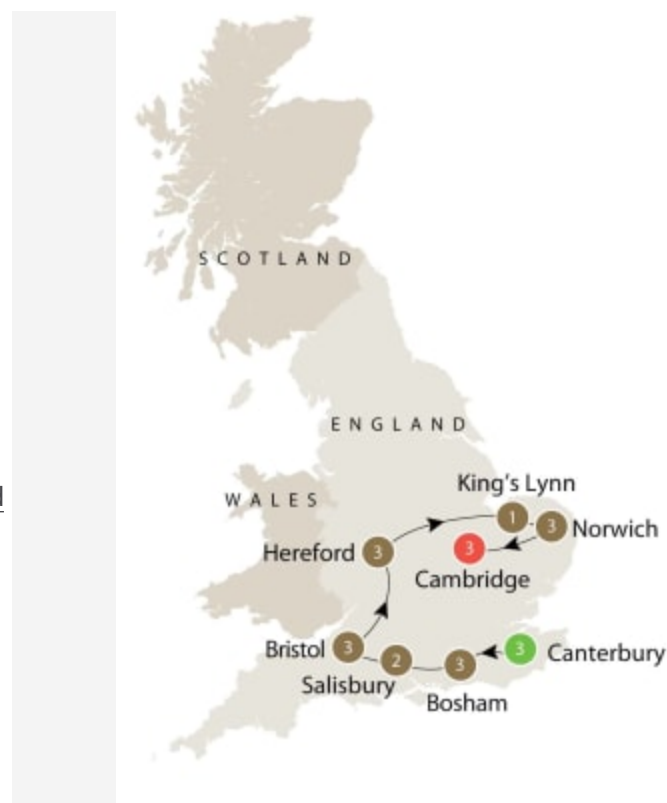 SCOTLAND
ENGLAND
King's Lynn
WALES
1
3
Norwich
Hereford
3
3
Cambridge
Bristol
3
3
Canterbury
2
3
Salisbury
Bosham